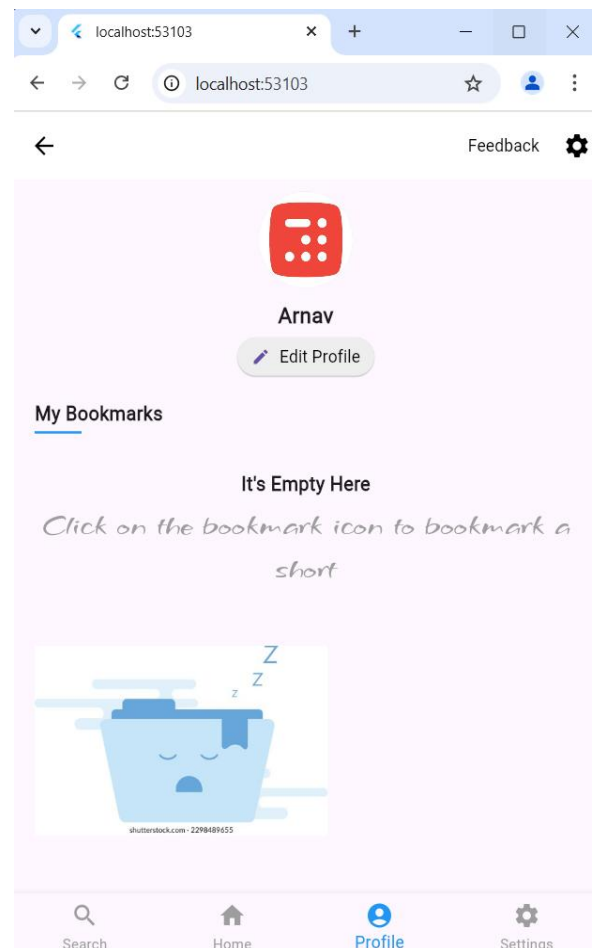 localhost:53103
localhost:53103
Feedback
Arnav
Edit Profile
My Bookmarks
It's Empty Here
Click on the bookmark icon to bookmark a
short
Z
Z
z
shutterstock.com · 2298489655
Search
Home
Profile
Settings